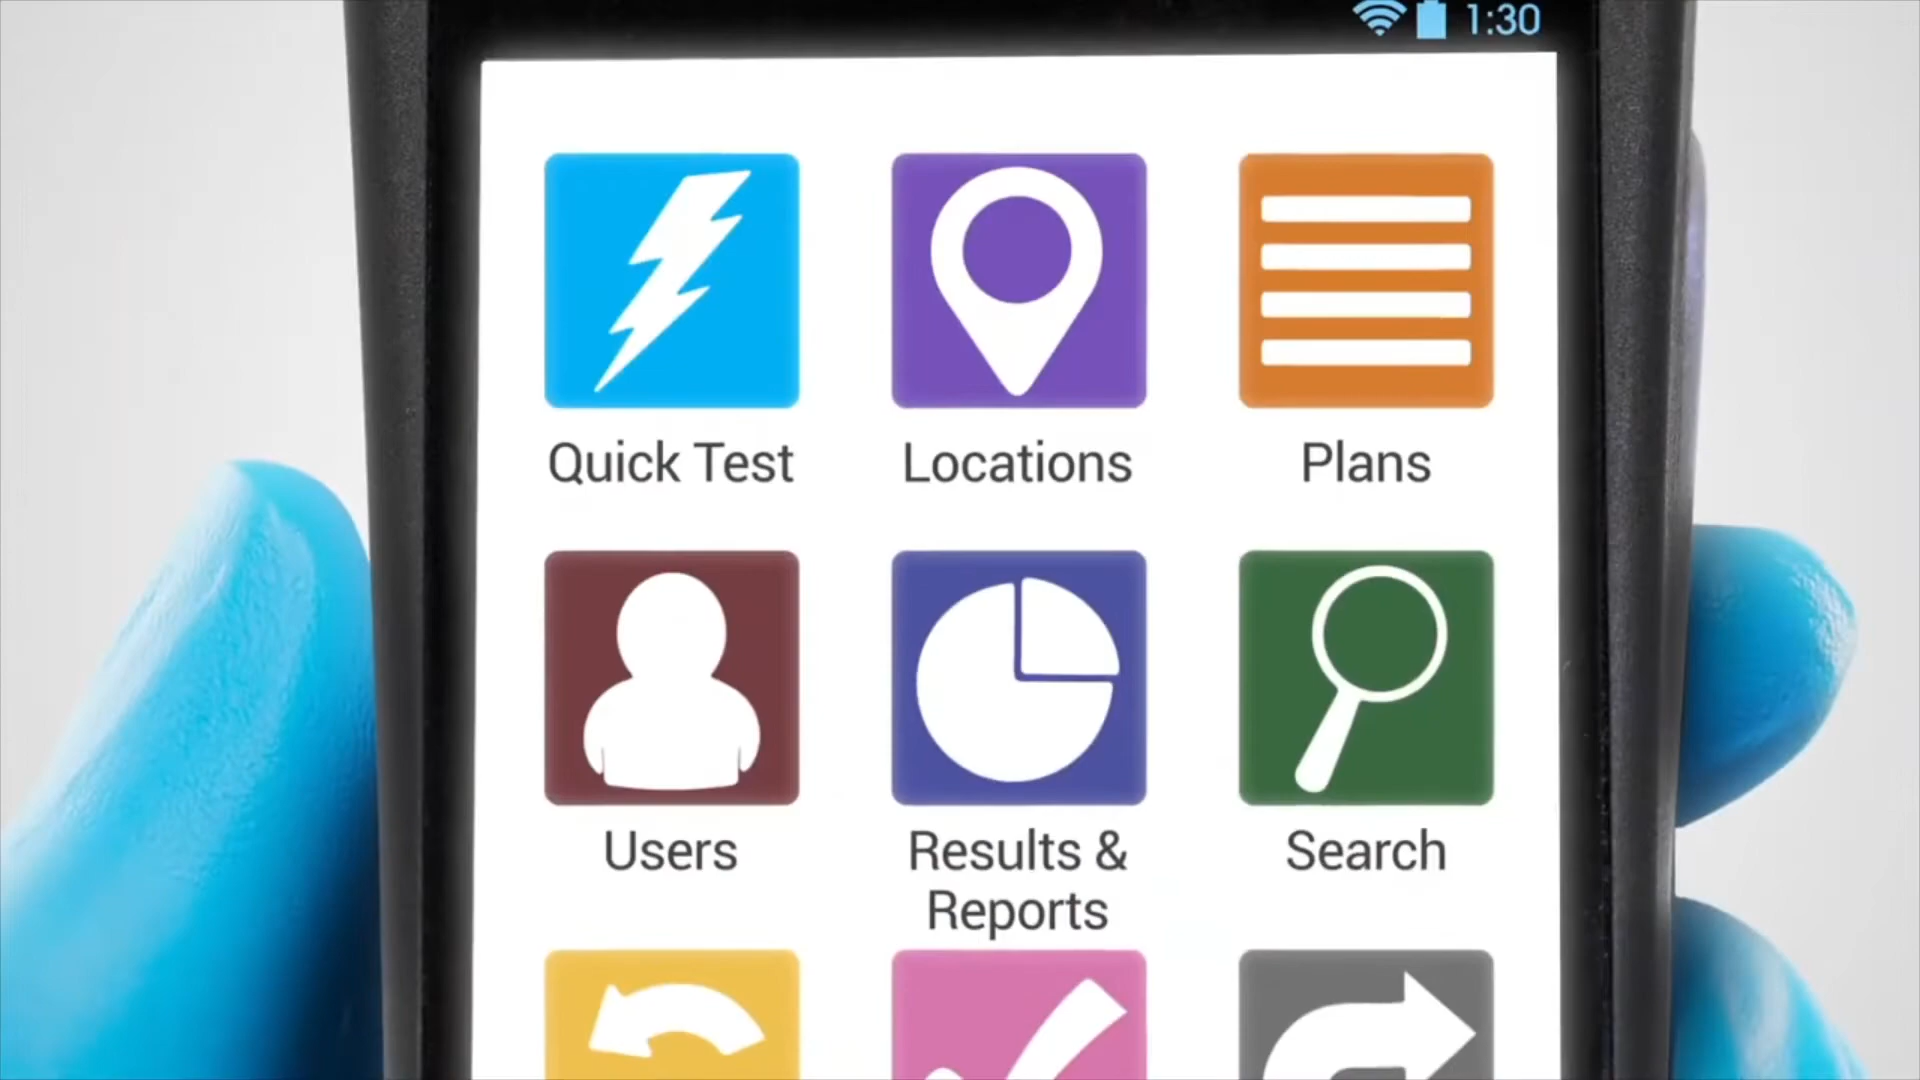 1:30
Quick Test
Locations
Plans
Users
Results &
Reports
Search